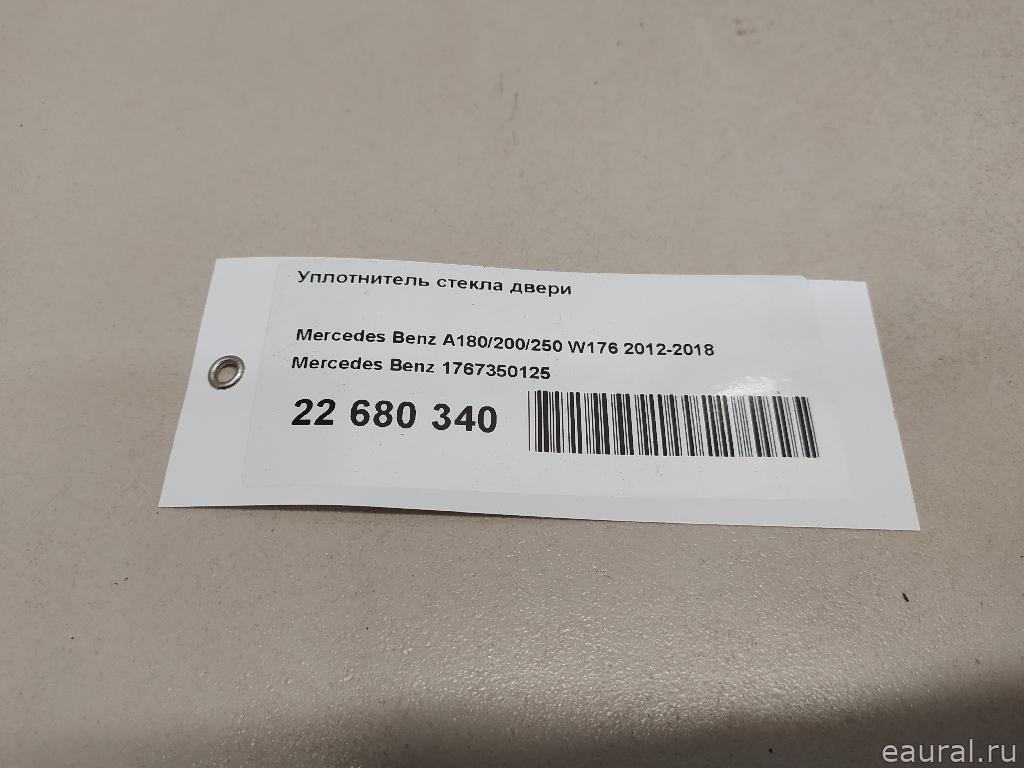 Уплотнитель стекла двери
Mercedes Benz A180/200/250 W176 2012-2018
Mercedes Benz 1767350125
22 680 340
eaural.ru